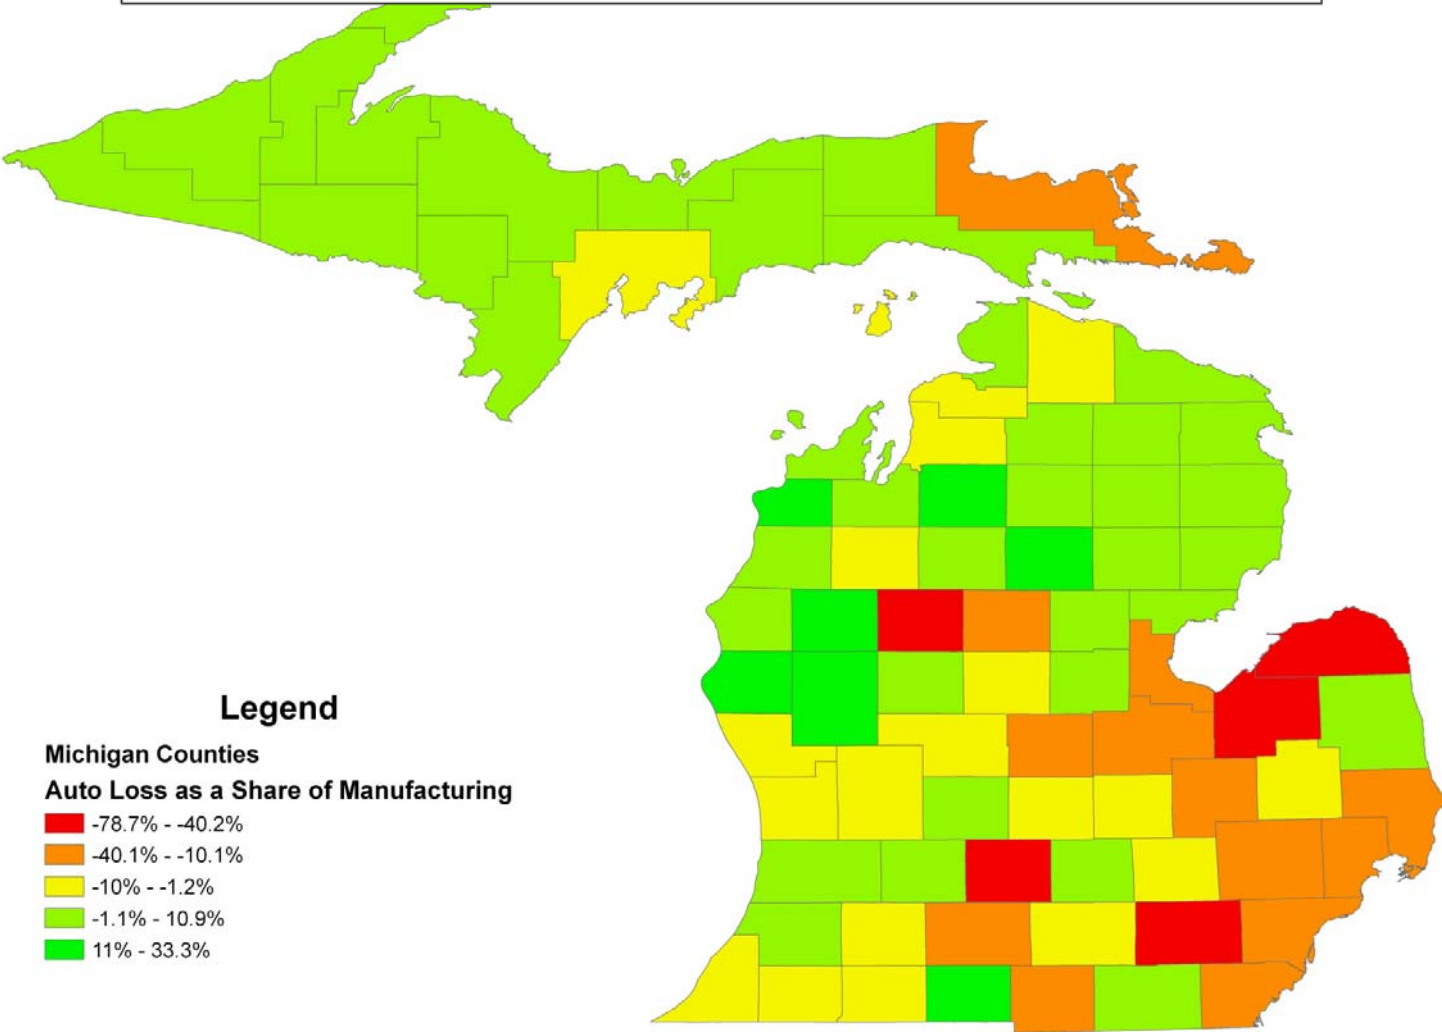 Legend
Michigan Counties
Auto Loss as a Share of Manufacturing
-78.7% - -40.2%
-40.1% - -10.1%
-10% - -1.2%
-1.1% - 10.9%
11% - 33.3%